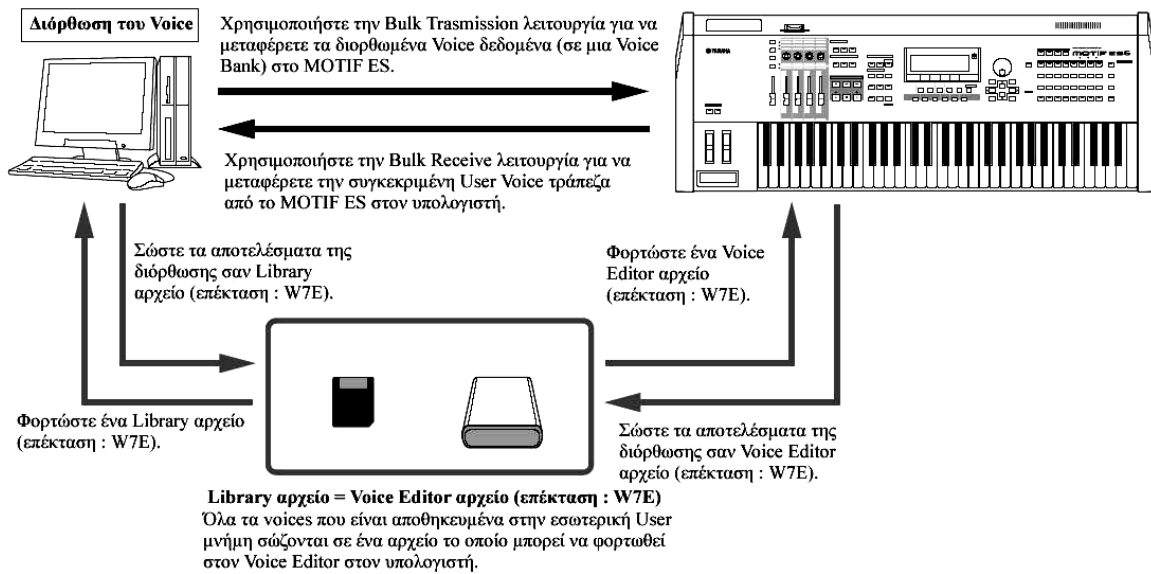 Διόρθωση του Voice
Χρησιμοποιήστε την Bulk Trasmission λειτουργία για να
μεταφέρετε τα διορθωμένα Voice δεδομένα (σε μια Voice
Bank) στο MOTIF ES.
YAMAHA
MOTIF ES6
Χρησιμοποιήστε την Bulk Receive λειτουργία για να
μεταφέρετε την συγκεκριμένη User Voice τράπεζα
από το MOTIF ES στον υπολογιστή.
Σώστε τα αποτελέσματα της
διόρθωσης σαν Library
αρχείο (επέκταση : W7E).
Φορτώστε ένα Voice
Editor αρχείο
(επέκταση : W7E).
Φορτώστε ένα Library αρχείο
(επέκταση : W7E).
Σώστε τα αποτελέσματα της
διόρθωσης σαν Voice Editor
αρχείο (επέκταση : W7E).
Library αρχείο = Voice Editor αρχείο (επέκταση : W7E)
Όλα τα voices που είναι αποθηκευμένα στην εσωτερική User
μνήμη σώζονται σε ένα αρχείο το οποίο μπορεί να φορτωθεί
στον Voice Editor στον υπολογιστή.